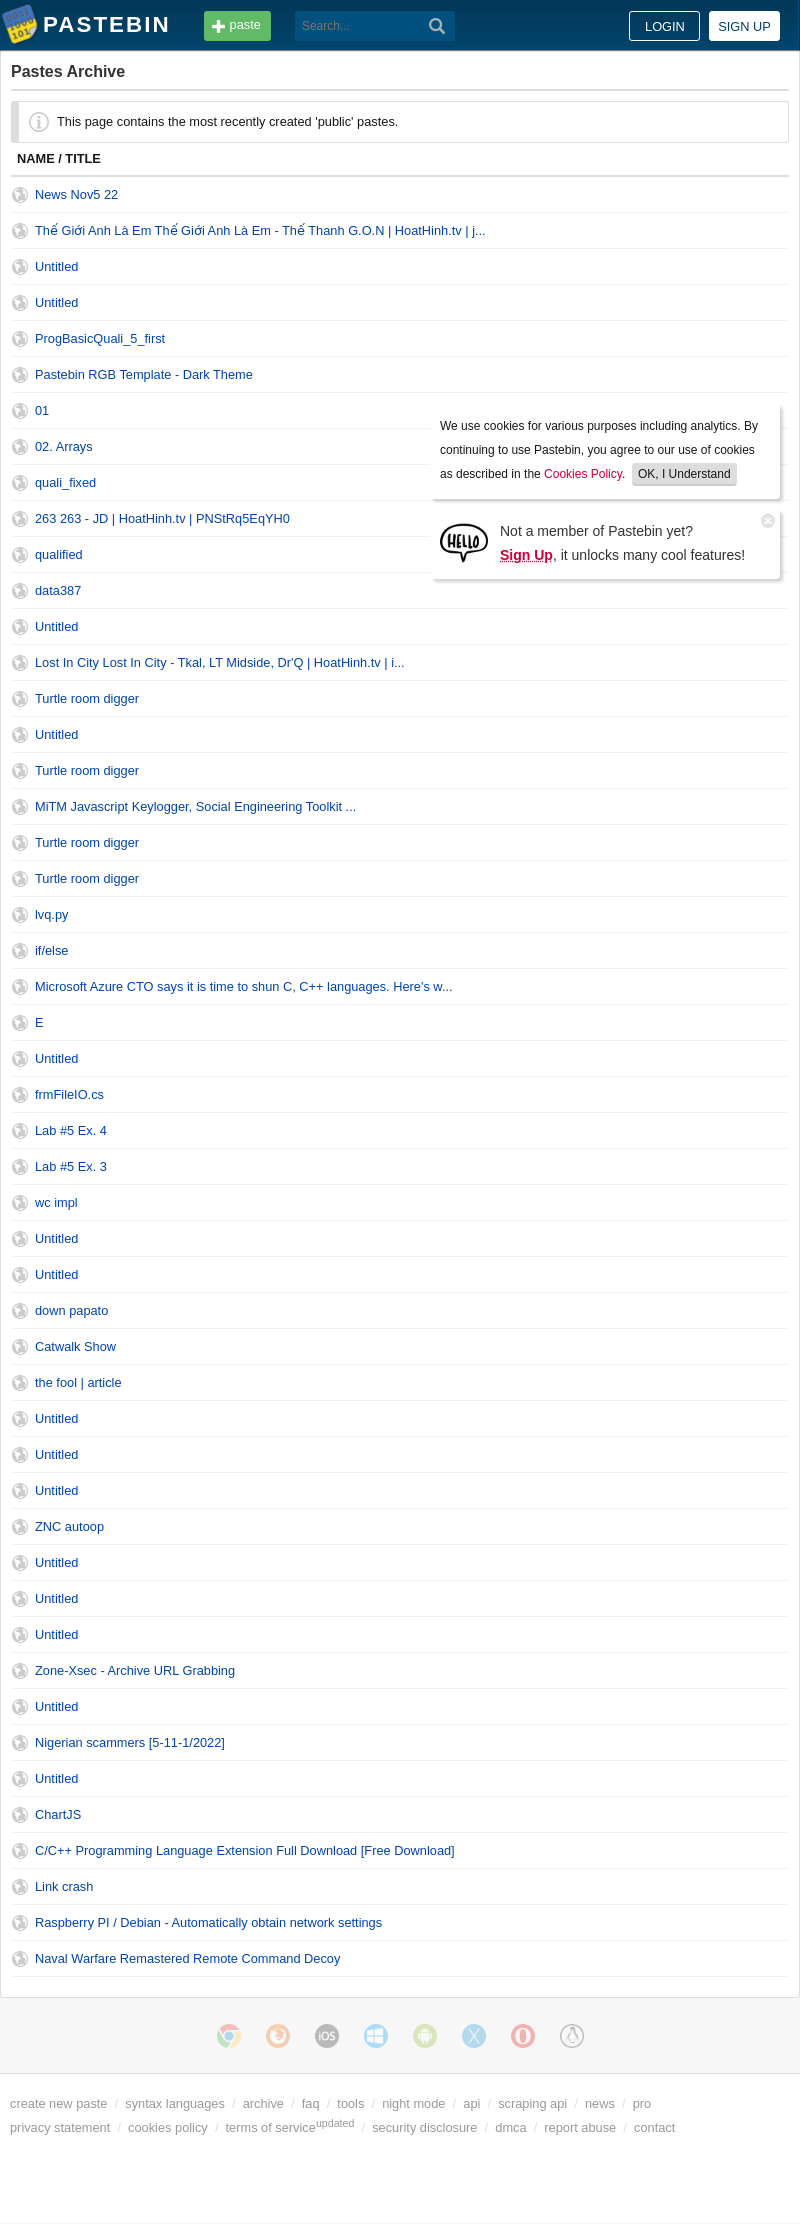 PASTEBIN
paste
Search...
LOGIN
SIGN UP
Pastes Archive
This page contains the most recently created 'public' pastes.
NAME / TITLE
News Nov5 22
Thế Giới Anh Là Em Thế Giới Anh Là Em - Thế Thanh G.O.N | HoatHinh.tv | j...
Untitled
Untitled
ProgBasicQuali_5_first
Pastebin RGB Template - Dark Theme
01
02. Arrays
quali_fixed
263 263 - JD | HoatHinh.tv | PNStRq5EqYH0
qualified
data387
We use cookies for various purposes including analytics. By
continuing to use Pastebin, you agree to our use of cookies
as described in the Cookies Policy. OK, I Understand
HELLO
Not a member of Pastebin yet?
Sign Up, it unlocks many cool features!
Untitled
Lost In City Lost In City - Tkal, LT Midside, Dr'Q | HoatHinh.tv | i...
Turtle room digger
Untitled
Turtle room digger
MiTM Javascript Keylogger, Social Engineering Toolkit ...
Turtle room digger
Turtle room digger
lvq.py
if/else
Microsoft Azure CTO says it is time to shun C, C++ languages. Here's w...
E
Untitled
frmFileIO.cs
Lab #5 Ex. 4
Lab #5 Ex. 3
wc impl
Untitled
Untitled
down papato
Catwalk Show
the fool | article
Untitled
Untitled
Untitled
ZNC autoop
Untitled
Untitled
Untitled
Zone-Xsec - Archive URL Grabbing
Untitled
Nigerian scammers [5-11-1/2022]
Untitled
ChartJS
C/C++ Programming Language Extension Full Download [Free Download]
Link crash
Raspberry PI / Debian - Automatically obtain network settings
Naval Warfare Remastered Remote Command Decoy
iOS
create new paste / syntax languages / archive / faq / tools / night mode / api / scraping api / news / pro
privacy statement / cookies policy / terms of service updated / security disclosure / dmca / report abuse / contact